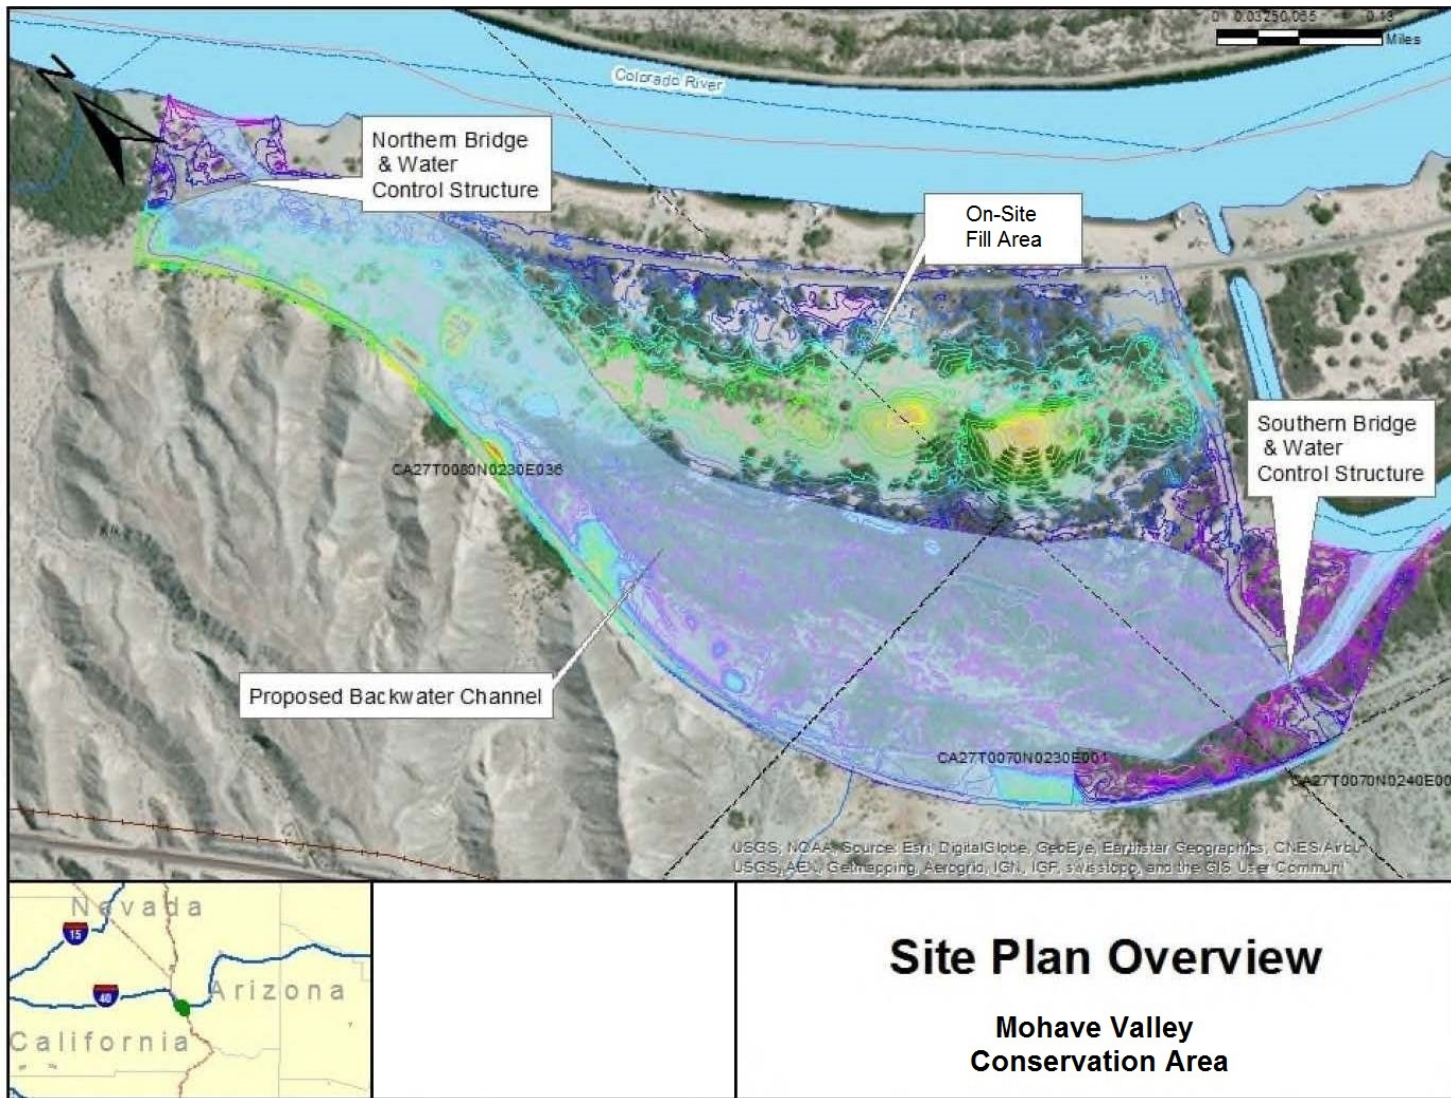 0 0.03250.065 0.13
Miles
N
Colorado River
Northern Bridge
& Water
Control Structure
On-Site
Fill Area
Southern Bridge
& Water
Control Structure
CA27T0080N0230E036
Proposed Backwater Channel
CA27T0070N0230E001
CA27T0070N0240E00
USGS, NOAA, Source: Esri, DigitalGlobe, GeoEye, Earthstar Geographics, CNES/Airbu
USGS, AEX, Getmapping, Aerogrid, IGN, IGP, swisstopo, and the GIS User Communi
Nevada
15
Arizona
40
California
Site Plan Overview
Mohave Valley
Conservation Area